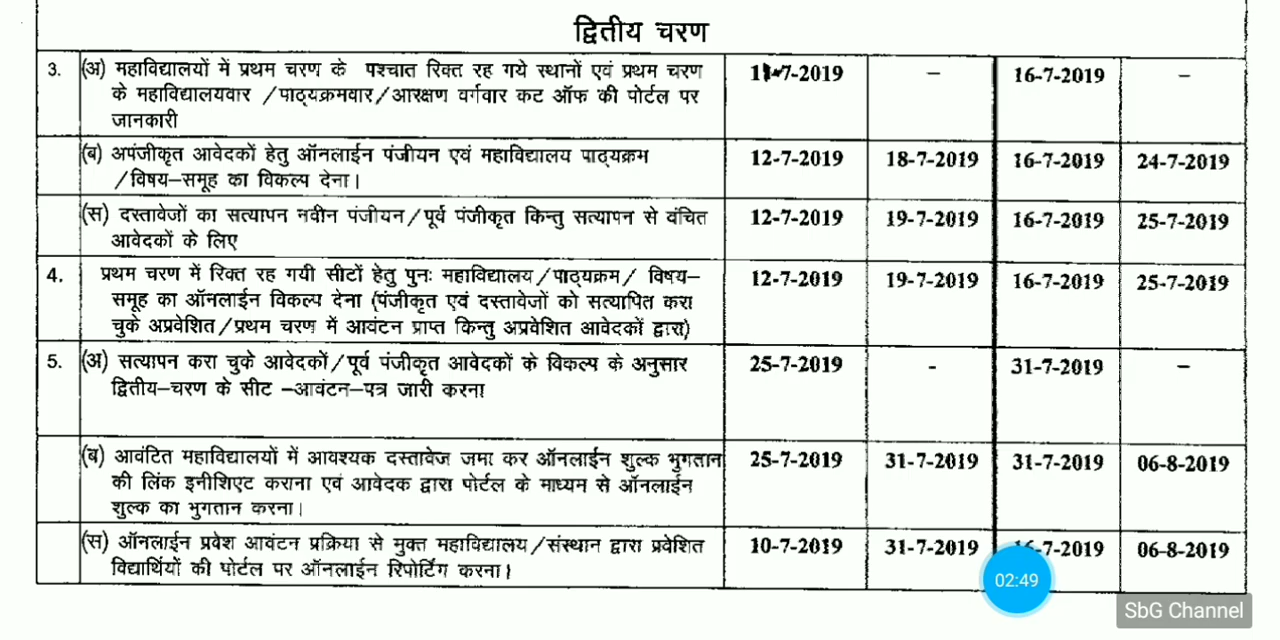 द्वितीय चरण
3. (अ) महाविद्यालयों में प्रथम चरण के पश्चात रिक्त रह गये स्थानों एवं प्रथम चरण 16-7-2019 – –
के महाविद्यालयवार /पाठ्यक्रमवार/आरक्षण वर्गवार कट ऑफ की पोर्टल पर
जानकारी
(ब) अपंजीकृत आवेदकों हेतु ऑनलाईन पंजीयन एवं महाविद्यालय पाठ्यक्रम 12-7-2019 18-7-2019 16-7-2019 24-7-2019
/विषय–समूह का विकल्प देना।
(स) दस्तावेजों का सत्यापन नवीन पंजीयन/पूर्व पंजीकृत किन्तु सत्यापन से वंचित 12-7-2019 19-7-2019 16-7-2019 25-7-2019
आवेदकों के लिए
4. प्रथम चरण में रिक्त रह गयी सीटों हेतु पुनः महाविद्यालय/पाठ्यक्रम/ विषय– 12-7-2019 19-7-2019 16-7-2019 25-7-2019
समूह का ऑनलाईन विकल्प देना (पंजीकृत एवं दस्तावेजों को सत्यापित करा
चुके अप्रवेशित/प्रथम चरण में आवंटन प्राप्त किन्तु अप्रवेशित आवेदकों द्वारा)
5. (अ) सत्यापन करा चुके आवेदकों/पूर्व पंजीकृत आवेदकों के विकल्प के अनुसार 25-7-2019 - 31-7-2019 –
द्वितीय–चरण के सीट –आवंटन–पत्र जारी करना
(ब) आवंटित महाविद्यालयों में आवश्यक दस्तावेज जमा कर ऑनलाईन शुल्क भुगतान 25-7-2019 31-7-2019 31-7-2019 06-8-2019
की लिंक इनीशिएट कराना एवं आवेदक द्वारा पोर्टल के माध्यम से ऑनलाईन
शुल्क का भुगतान करना।
(स) ऑनलाईन प्रवेश आवंटन प्रक्रिया से मुक्त महाविद्यालय/संस्थान द्वारा प्रवेशित 10-7-2019 31-7-2019 16-7-2019 06-8-2019
विद्यार्थियों की पोर्टल पर ऑनलाईन रिपोर्टिंग करना।
02:49
SbG Channel